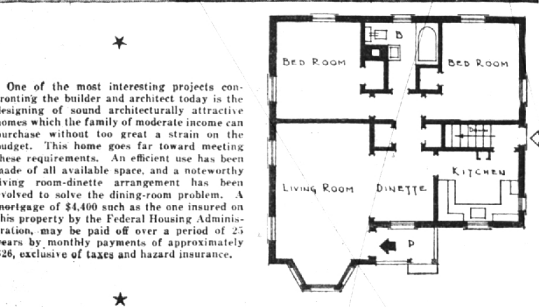 One of the most interesting projects con-
fronting the builder and architect today is the
designing of sound architecturally attractive
homes which the family of moderate income can
purchase without too great a strain on the
budget. This home goes far toward meeting
these requirements. An efficient use has been
made of all available space, and a noteworthy
living room-dinette arrangement has been
evolved to solve the dining-room problem. A
mortgage of $4,400 such as the one insured on
this property by the Federal Housing Adminis-
tration, may be paid off over a period of 25
years by monthly payments of approximately
$26, exclusive of taxes and hazard insurance.
BED ROOM
B
BED ROOM
Down
LIVING ROOM
DINETTE
KITCHEN
P